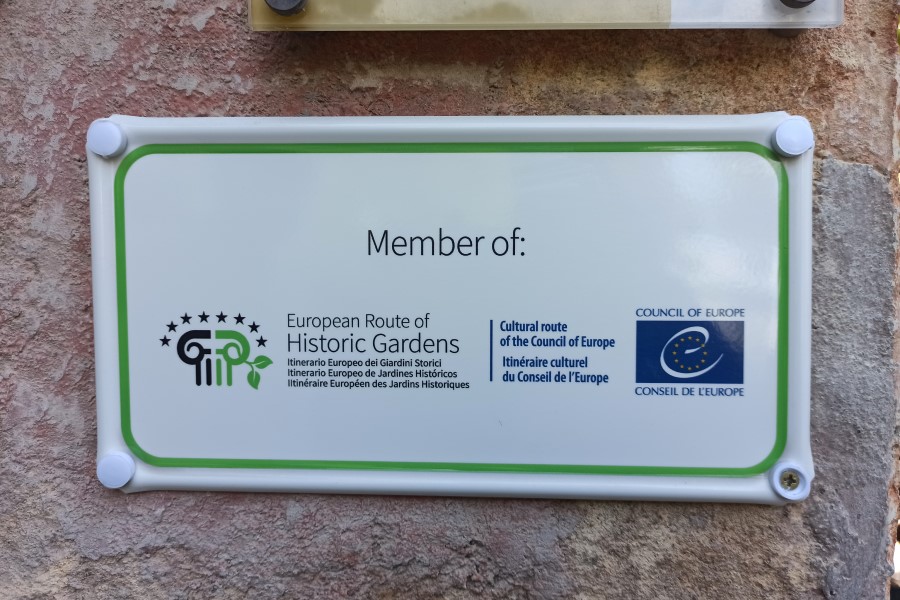 Member of:
European Route of
Historic Gardens
Itinerario Europeo dei Giardini Storici
Itinerario Europeo de Jardines Históricos
IItinéraire Européen des Jardins Historiques
Cultural route
of the Council of Europe
Itinéraire culturel
du Conseil de l'Europe
COUNCIL OF EUROPE
CONSEIL DE L'EUROPE